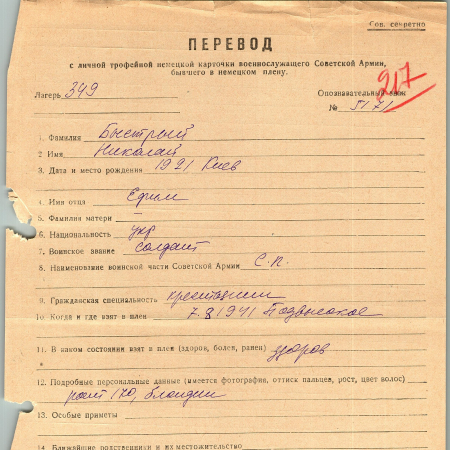 Сов. секретно
ПЕРЕВОД
с личной трофейной немецкой карточки военнослужащего Советской Армии,
бывшего в немецком плену.
Лагерь 349
Опознавательный знак
№ 5171
217
1. Фамилия Быстрый
2 Имя Николай
3. Дата и место рождения 1921 Киев
4. Имя отца Ефим
5. Фамилия матери
6. Национальность укр
7. Воинское звание солдат
8. Наименование воинской части Советской Армии С.п.
9. Гражданская специальность крестьянин
10. Когда и где взят в плен 7.8.1941 Подвысокое
11. В каком состоянии взят в плен (здоров, болен, ранен) здоров
12. Подробные персональные данные (имеется фотография, оттиск пальцев, рост, цвет волос)
рост 170, блондин
13. Особые приметы
14. Ближайшие родственники и их местожительство